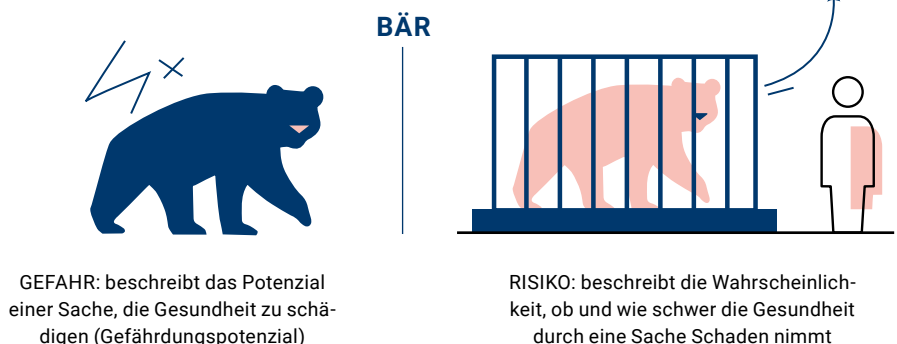 BÄR
GEFAHR: beschreibt das Potenzial
einer Sache, die Gesundheit zu schä-
digen (Gefährdungspotenzial)
RISIKO: beschreibt die Wahrscheinlich-
keit, ob und wie schwer die Gesundheit
durch eine Sache Schaden nimmt